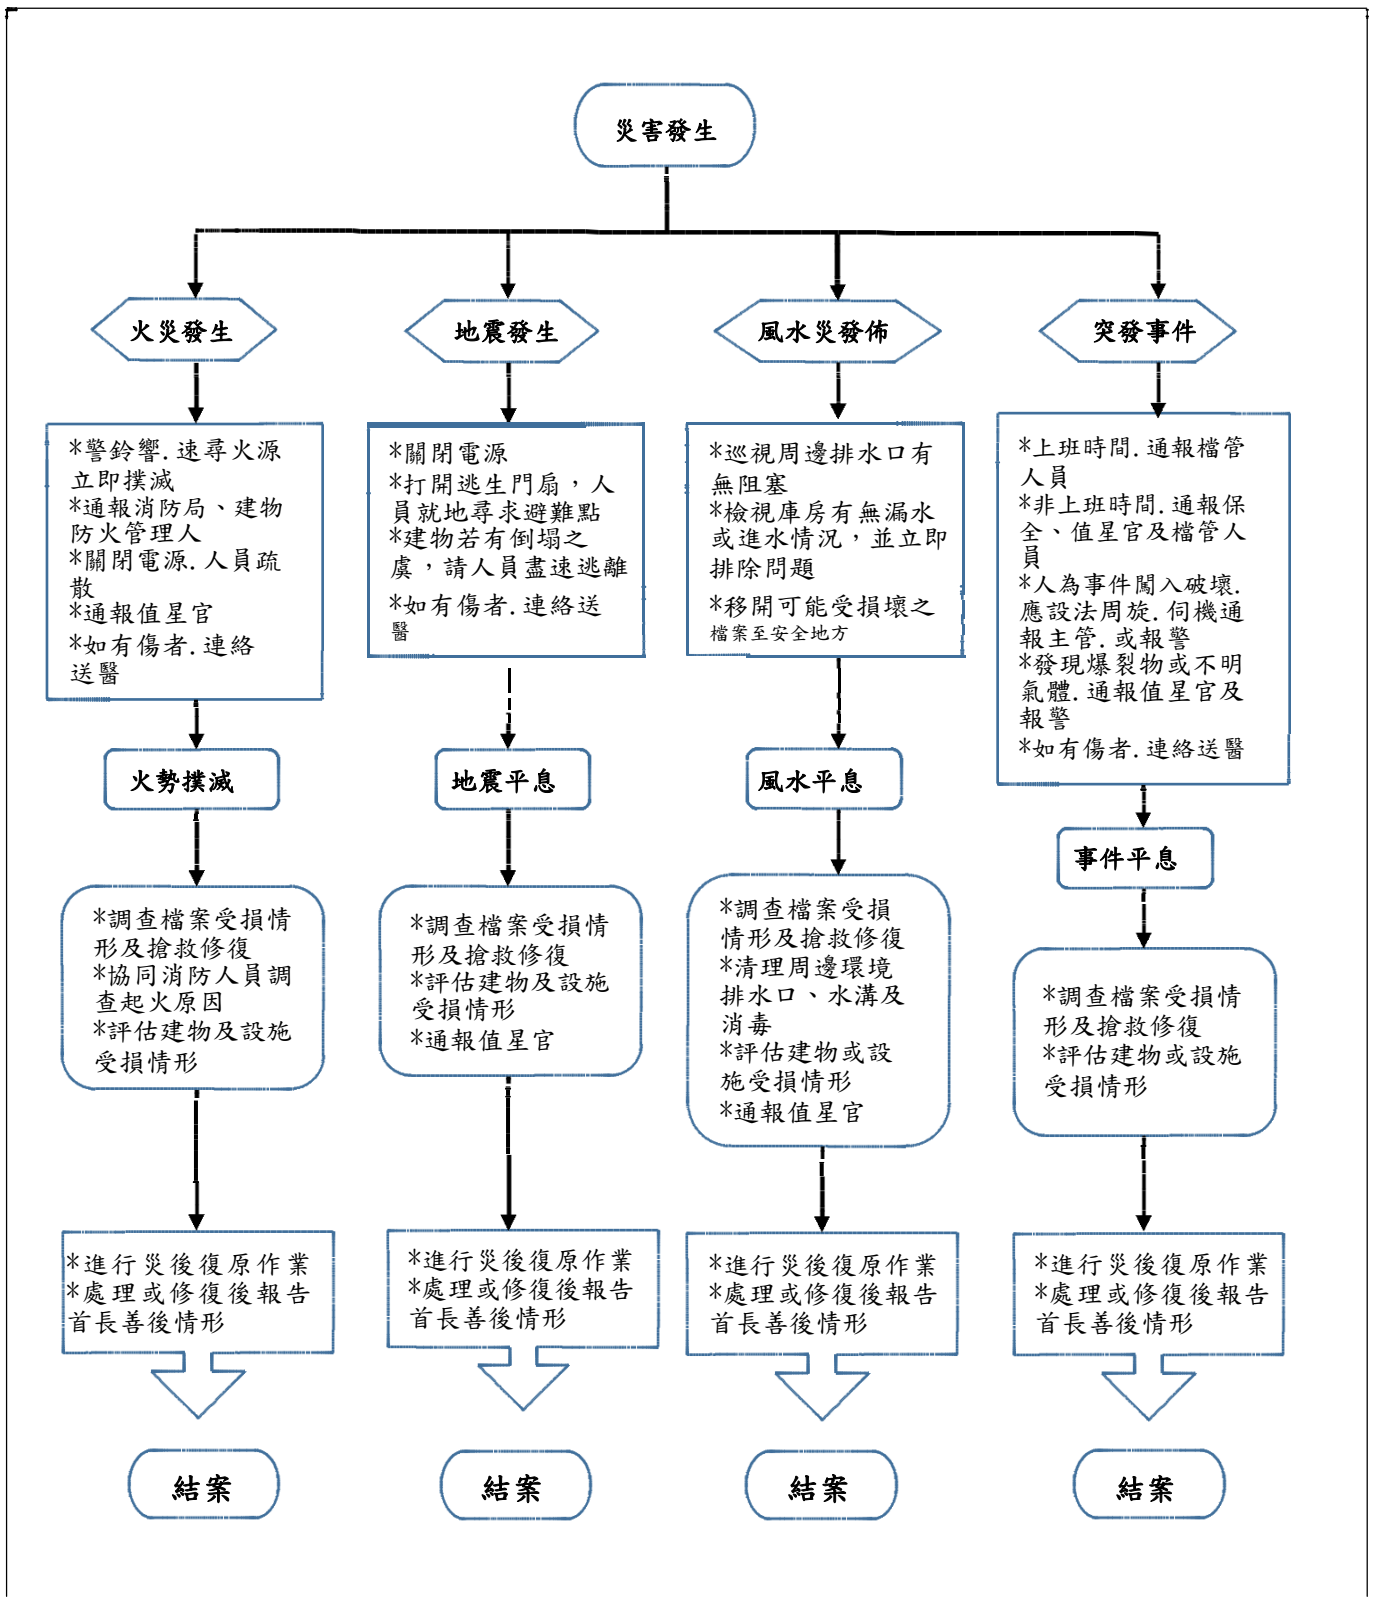 災害發生
火災發生
地震發生
風水災發佈
突發事件
*警鈴響.速尋火源
立即撲滅
*通報消防局、建物
防火管理人
*關閉電源.人員疏
散
*通報值星官
*如有傷者.連絡
送醫
*關閉電源
*打開逃生門扇，人
員就地尋求避難點
*建物若有倒塌之
虞，請人員盡速逃離
*如有傷者.連絡送
醫
*巡視周邊排水口有
無阻塞
*檢視庫房有無漏水
或進水情況，並立即
排除問題
*移開可能受損壞之
檔案至安全地方
*上班時間.通報檔管
人員
*非上班時間.通報保
全、值星官及檔管人
員
*人為事件闖入破壞.
應設法周旋.伺機通
報主管.或報警
*發現爆裂物或不明
氣體.通報值星官及
報警
*如有傷者.連絡送醫
火勢撲滅
地震平息
風水平息
事件平息
*調查檔案受損情
形及搶救修復
*協同消防人員調
查起火原因
*評估建物及設施
受損情形
*調查檔案受損情
形及搶救修復
*評估建物及設施
受損情形
*通報值星官
*調查檔案受損
情形及搶救修復
*清理周邊環境
排水口、水溝及
消毒
*評估建物或設
施受損情形
*通報值星官
*調查檔案受損情
形及搶救修復
*評估建物或設施
受損情形
*進行災後復原作業
*處理或修復後報告
首長善後情形
*進行災後復原作業
*處理或修復後報告
首長善後情形
*進行災後復原作業
*處理或修復後報告
首長善後情形
*進行災後復原作業
*處理或修復後報告
首長善後情形
結案
結案
結案
結案